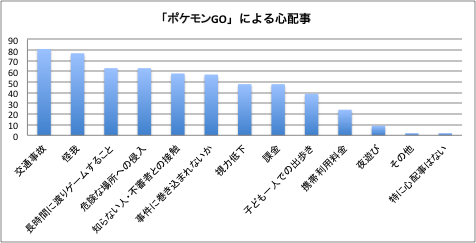 「ポケモンGO」による心配事
90
80
70
60
50
40
30
20
10
0
交通事故
怪我
長時間に渡りゲームすること
危険な場所への侵入
知らない人・不審者との接触
事件に巻き込まれないか
視力低下
課金
子ども一人での出歩き
携帯利用料金
夜遊び
その他
特に心配事はない